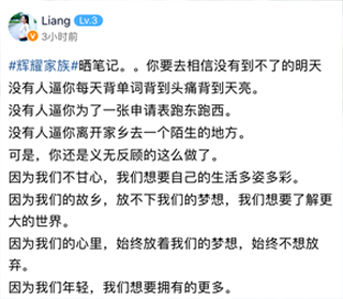 Liang Lv.3
3小时前
#辉耀家族#晒笔记。。你要去相信没有到不了的明天
没有人逼你每天背单词背到头痛背到天亮。
没有人逼你为了一张申请表跑东跑西。
没有人逼你离开家乡去一个陌生的地方。
可是，你还是义无反顾的这么做了。
因为我们不甘心，我们想要自己的生活多姿多彩。
因为我们的故乡，放不下我们的梦想，我们想要了解更
大的世界。
因为我们的心里，始终放着我们的梦想，始终不想放
弃。
因为我们年轻，我们想要拥有的更多。